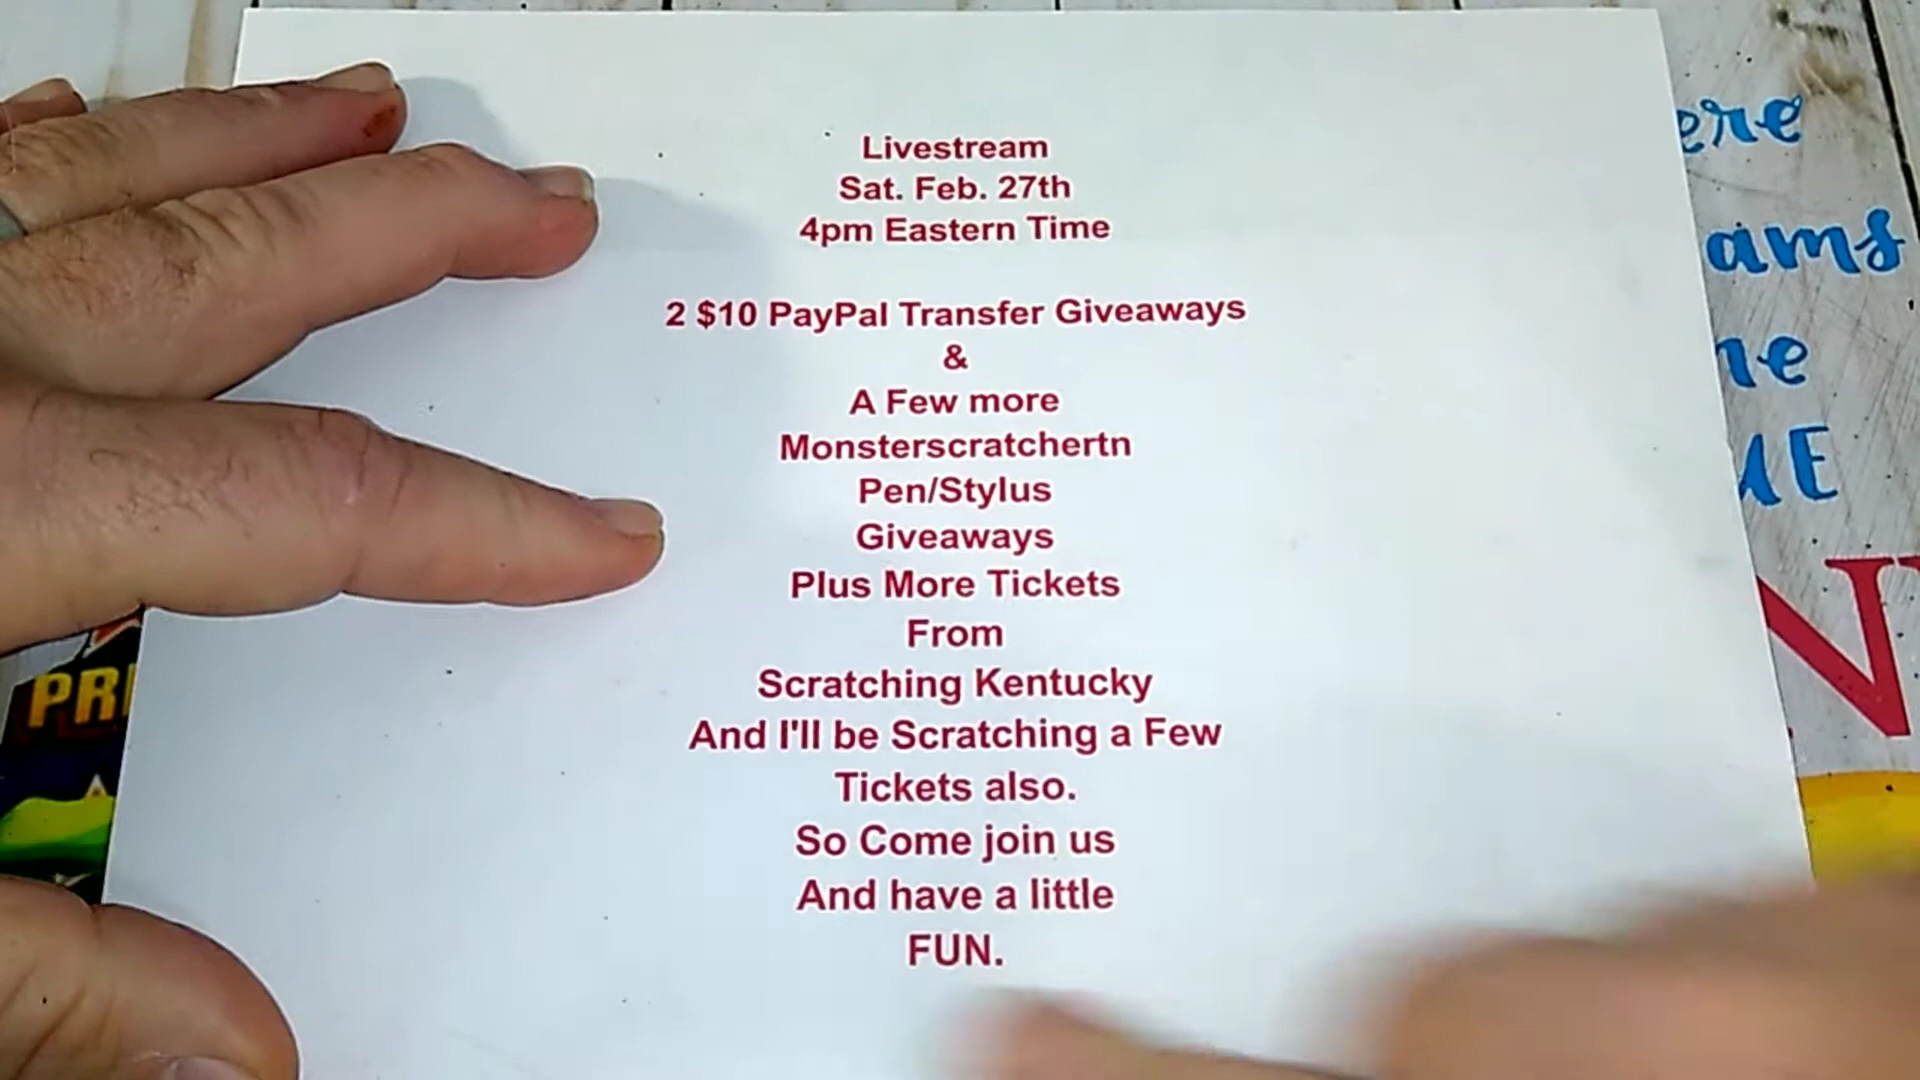 Livestream
Sat. Feb. 27th
4pm Eastern Time
2 $10 PayPal Transfer Giveaways
&
A Few more
Monsterscratchertn
Pen/Stylus
Giveaways
Plus More Tickets
From
Scratching Kentucky
And I'll be Scratching a Few
Tickets also.
So Come join us
And have a little
FUN.